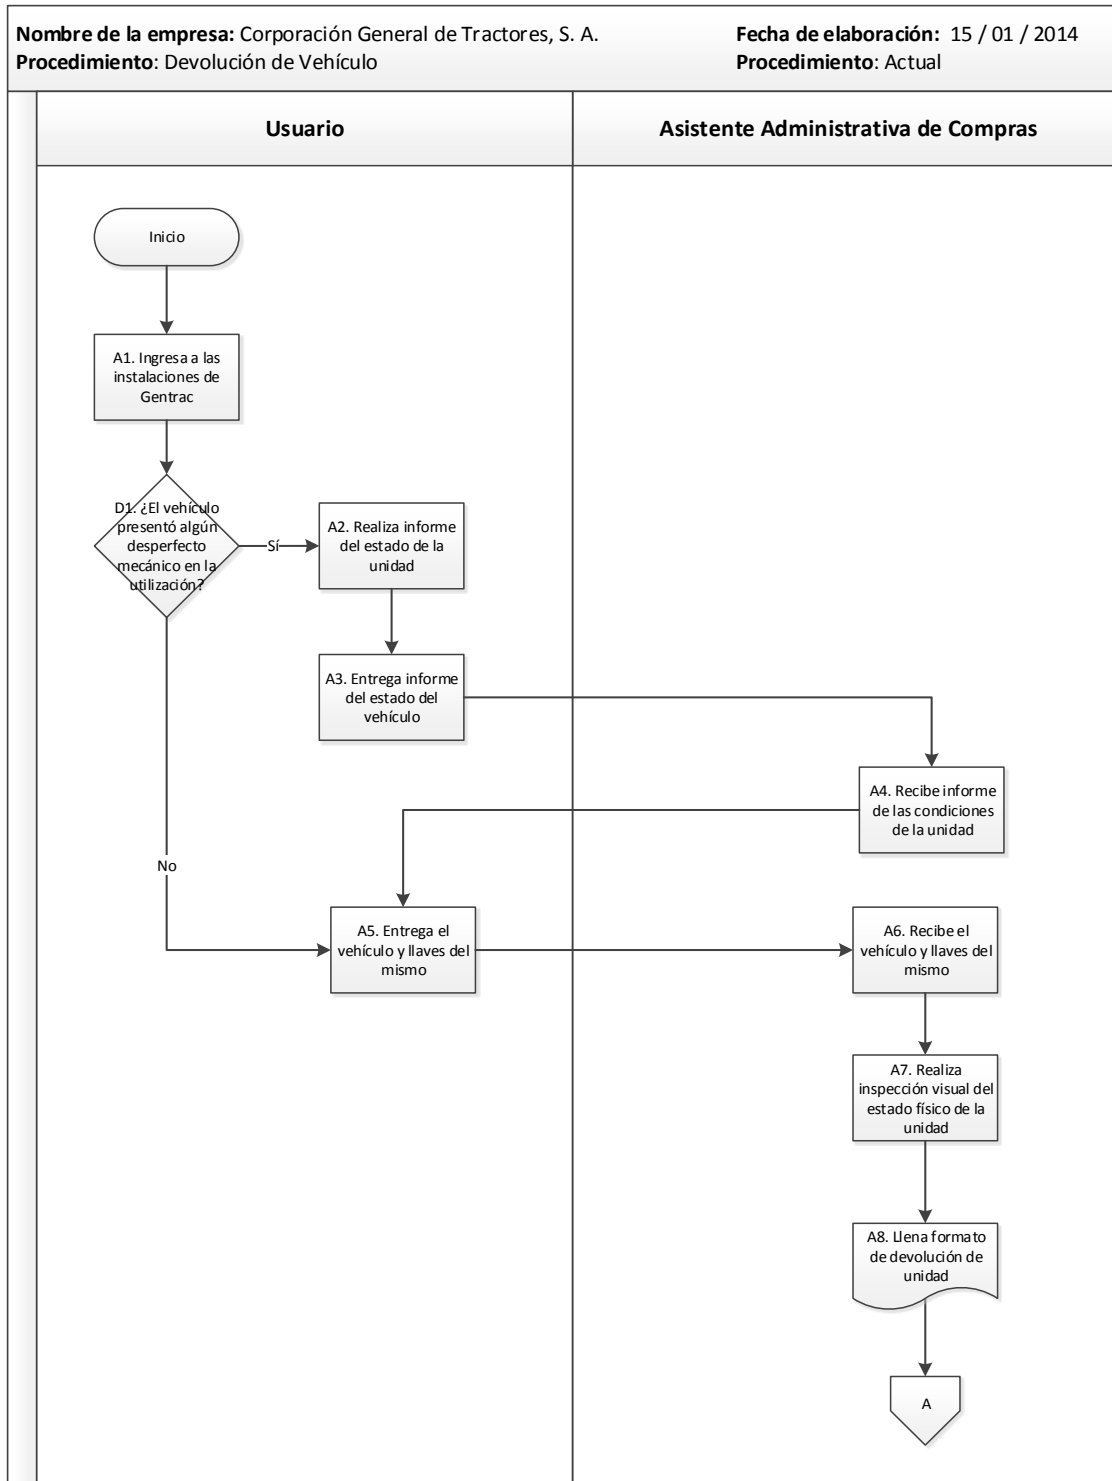 Nombre de la empresa: Corporación General de Tractores, S. A.
Fecha de elaboración: 15 / 01 / 2014
Procedimiento: Devolución de Vehículo
Procedimiento: Actual
Usuario
Asistente Administrativa de Compras
Inicio
A1. Ingresa a las
instalaciones de
Gentrac
D1. ¿El vehículo
presentó algún
desperfecto
mecánico en la
utilización?
Sí
A2. Realiza informe
del estado de la
unidad
A3. Entrega informe
del estado del
vehículo
A4. Recibe informe
de las condiciones
de la unidad
No
A5. Entrega el
vehículo y llaves del
mismo
A6. Recibe el
vehículo y llaves del
mismo
A7. Realiza
inspección visual del
estado físico de la
unidad
A8. Llena formato
de devolución de
unidad
A